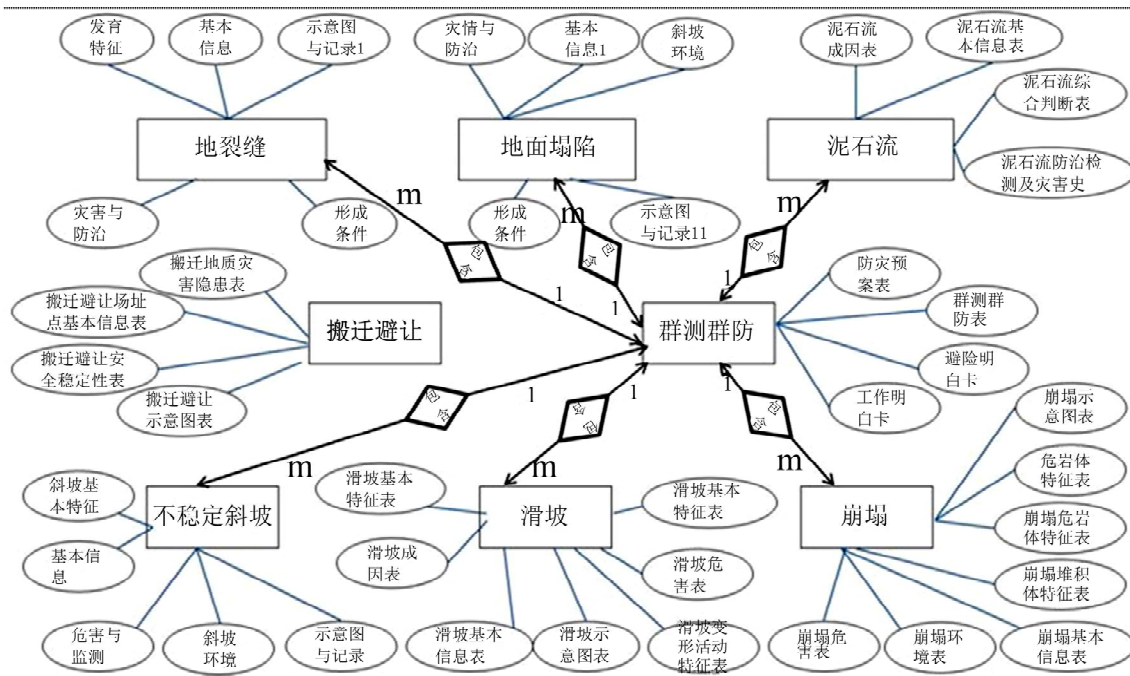 发育
特征
基本
信息
示意图
与记录1
灾情与
防治
基本
信息1
斜坡
环境
泥石流
成因表
泥石流基
本信息表
泥石流综
合判断表
地裂缝
地面塌陷
泥石流
泥石流防治检
测及灾害史
灾害与
防治
形成
条件
形成
条件
示意图
与记录11
m
m
m
包
含
包
含
包
含
1
1
1
搬迁地质灾
害隐患表
搬迁避让场址
点基本信息表
搬迁避让安
全稳定性表
搬迁避让
示意图表
搬迁避让
群测群防
防灾预
案表
群测群
防表
避险明
白卡
工作明
白卡
1
1
1
包
含
包
含
包
含
m
m
m
斜坡基
本特征
基本信
息
不稳定斜坡
滑坡基本
特征表
滑坡成
因表
滑坡
滑坡基本
特征表
滑坡危
害表
崩塌
崩塌示
意图表
危岩体
特征表
崩塌危岩
体特征表
崩塌堆积
体特征表
危害与
监测
斜坡
环境
示意图
与记录
滑坡基本
信息表
滑坡示
意图表
滑坡变
形活动
特征表
崩塌危
害表
崩塌环
境表
崩塌基本
信息表